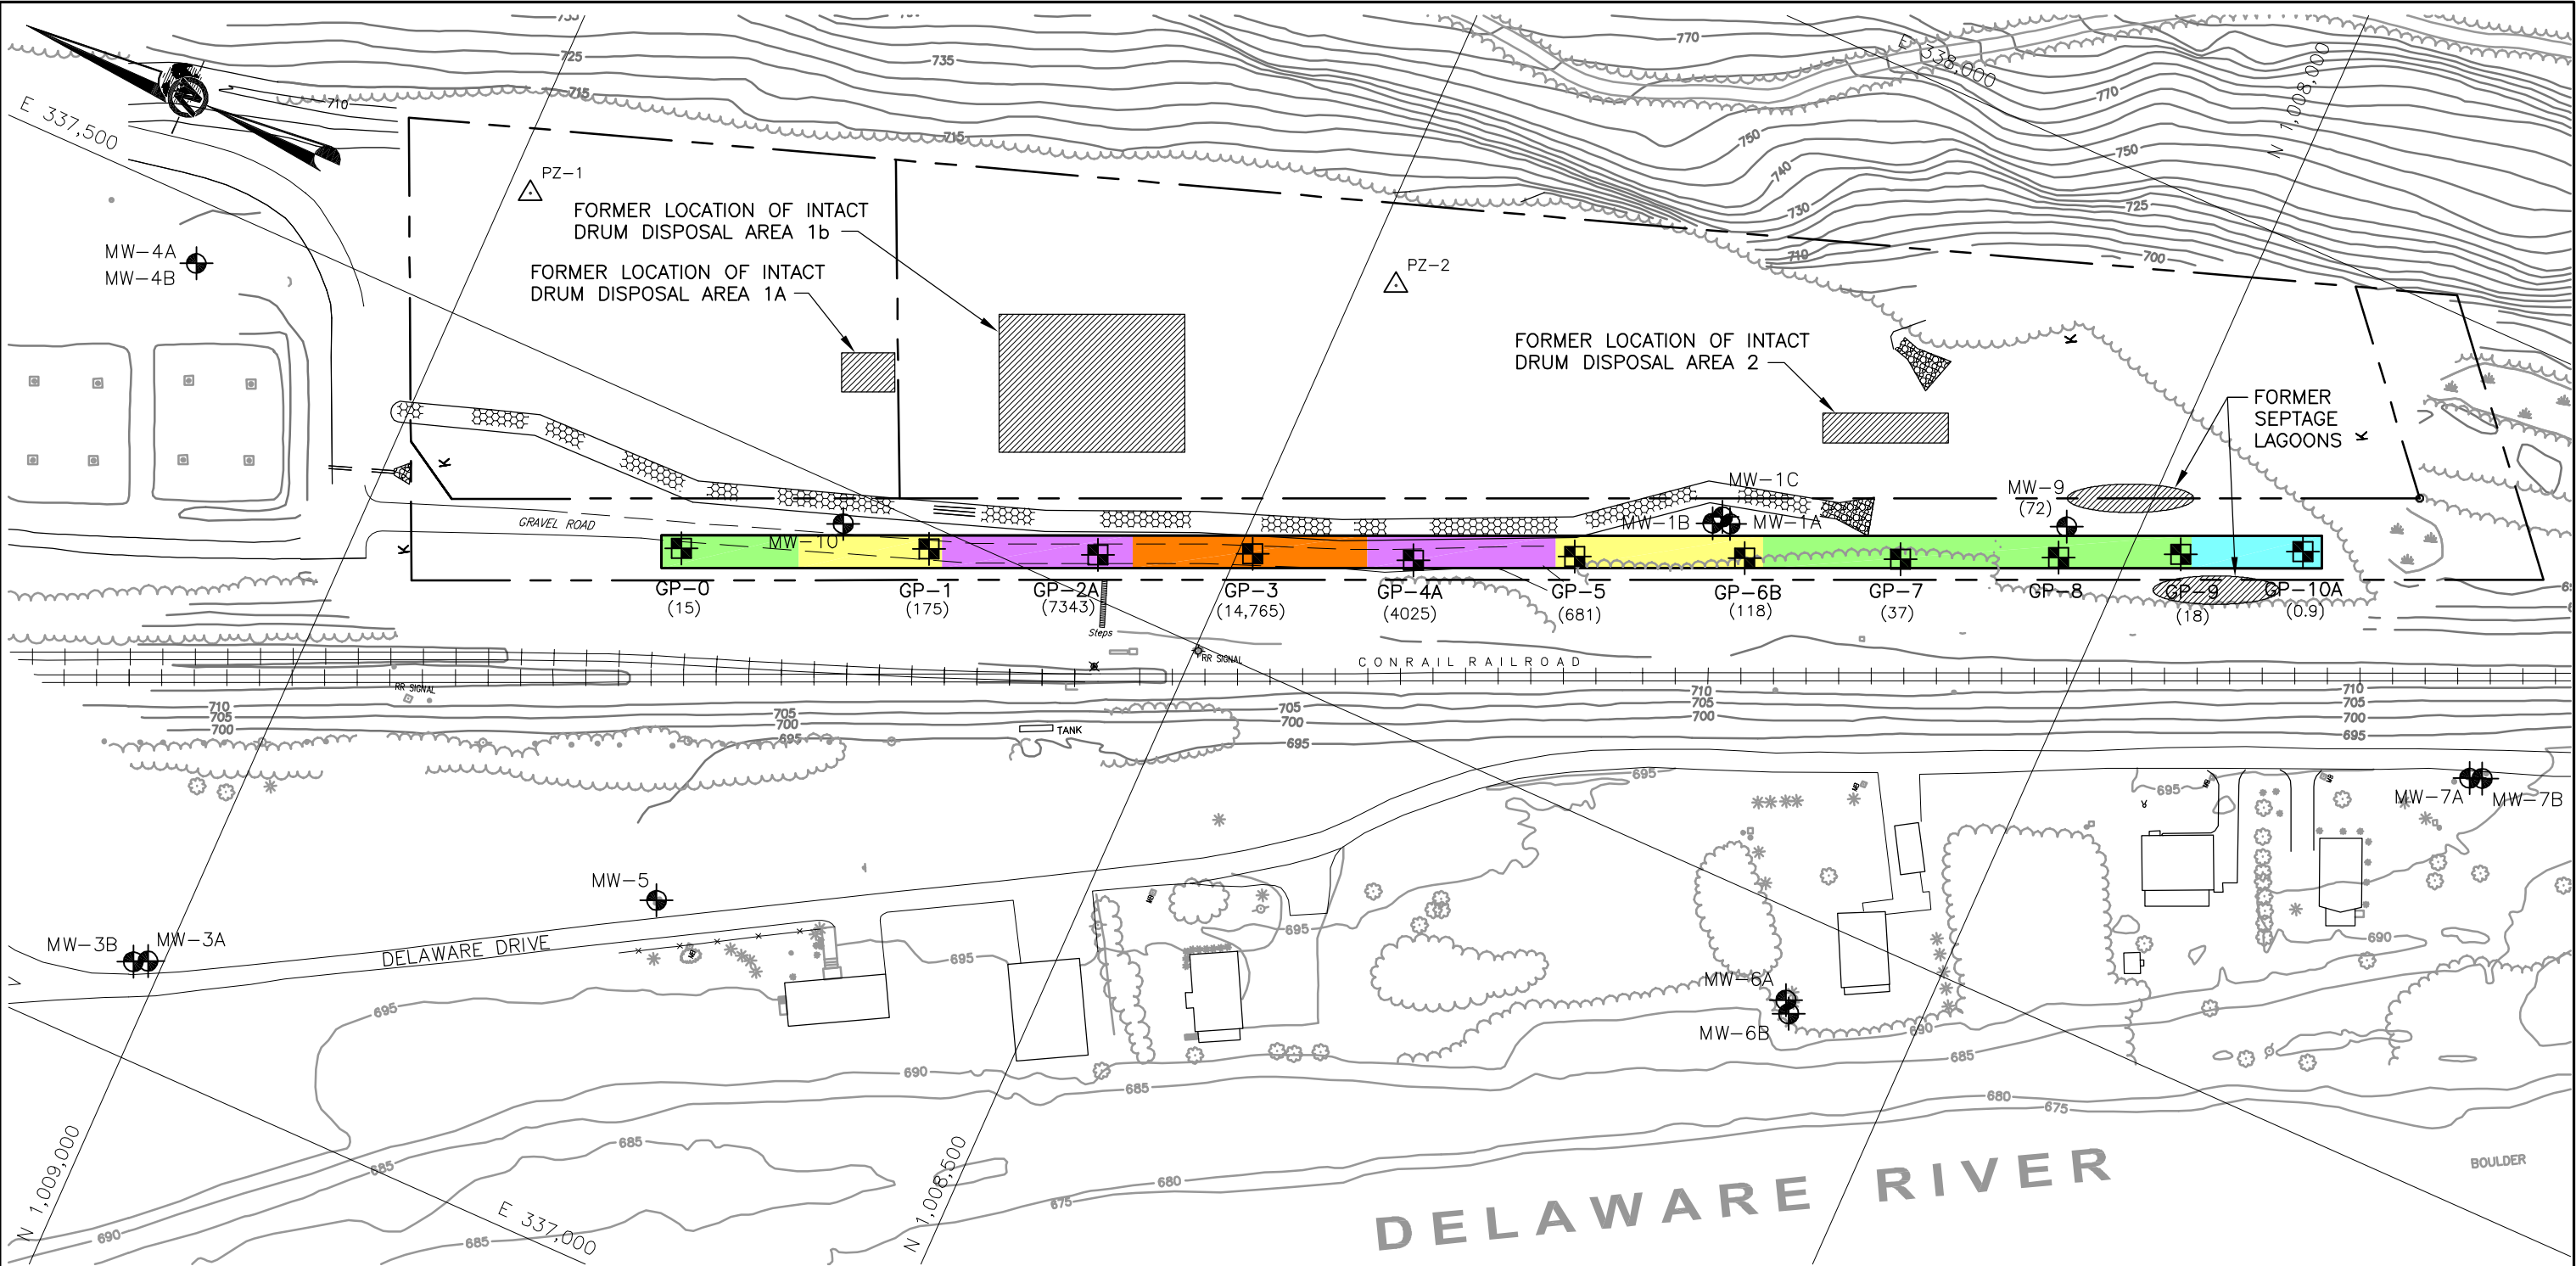 735
725
715
710
735
715
770
E 338,000
770
750
750
740
730
725
710
700
N 1,008,000
E 337,500
PZ-1
FORMER LOCATION OF INTACT
DRUM DISPOSAL AREA 1b
FORMER LOCATION OF INTACT
DRUM DISPOSAL AREA 1A
PZ-2
MW-4A
MW-4B
FORMER LOCATION OF INTACT
DRUM DISPOSAL AREA 2
K
FORMER
SEPTAGE
LAGOONS
K
K
K
GRAVEL ROAD
MW-10
MW-1C
MW-1B
MW-1A
MW-9
(72)
GP-0
(15)
GP-1
(175)
GP-2A
(7343)
GP-3
(14,765)
GP-4A
(4025)
GP-5
(681)
GP-6B
(118)
GP-7
(37)
GP-8
GP-9
(18)
GP-10A
(0.9)
Steps
RR SIGNAL
CONRAIL RAILROAD
RR SIGNAL
710
705
700
705
700
695
TANK
705
700
695
710
705
700
710
705
700
695
695
695
MW-7A
MW-7B
MW-5
MW-3B
MW-3A
DELAWARE DRIVE
695
695
695
690
MW-6A
MW-6B
690
685
690
685
680
675
685
685
680
675
690
685
N 1,009,000
E 337,000
N 1,008,500
DELAWARE RIVER
BOULDER